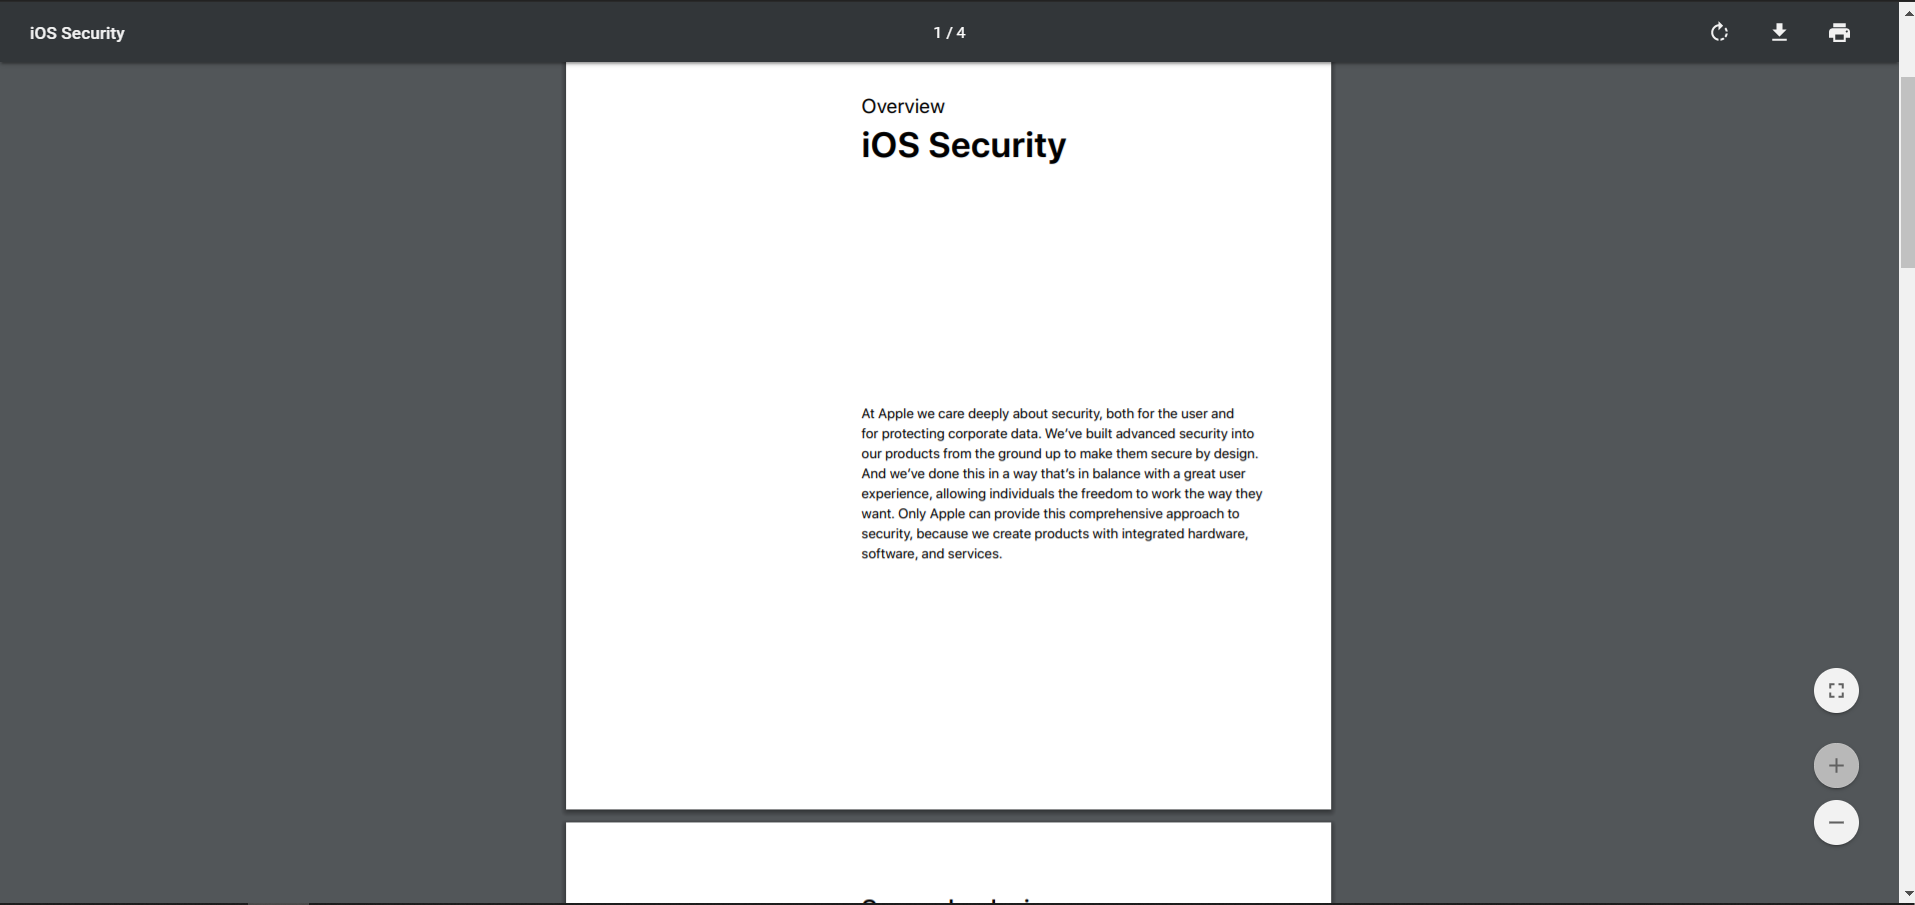 iOS Security
1 / 4
Overview
iOS Security
At Apple we care deeply about security, both for the user and
for protecting corporate data. We’ve built advanced security into
our products from the ground up to make them secure by design.
And we’ve done this in a way that’s in balance with a great user
experience, allowing individuals the freedom to work the way they
want. Only Apple can provide this comprehensive approach to
security, because we create products with integrated hardware,
software, and services.